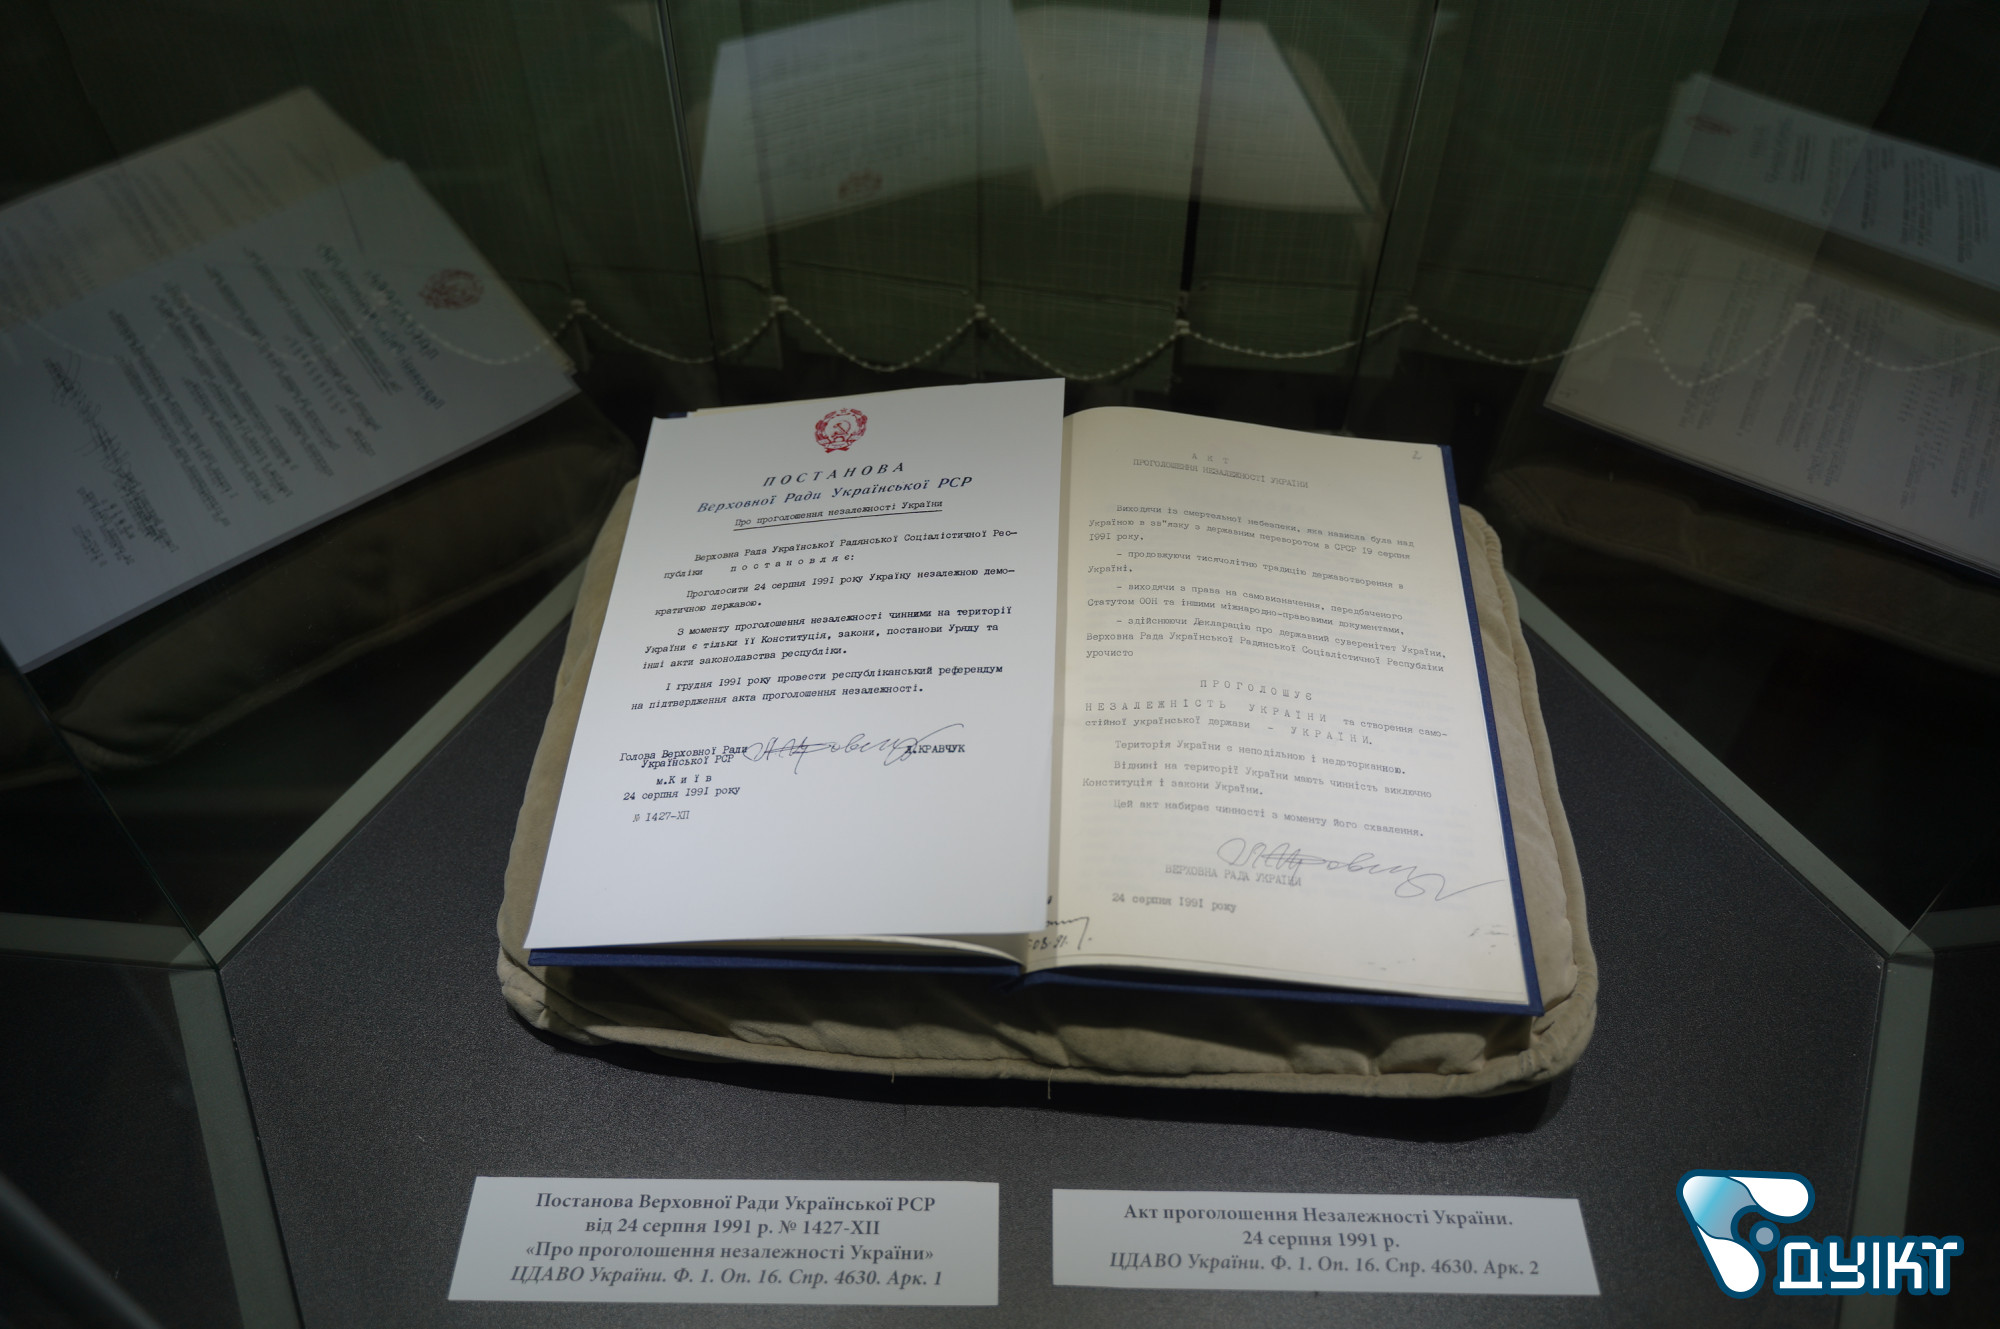 ПОСТАНОВА
Верховної Ради Української РСР
Про проголошення незалежності України
Верховна Рада Української Радянської Соціалістичної Рес-
публіки постановляє:
Проголосити 24 серпня 1991 року Україну незалежною демо-
кратичною державою.
З моменту проголошення незалежності чинними на території
України є тільки її Конституція, закони, постанови Уряду та
інші акти законодавства республіки.
1 грудня 1991 року провести республіканський референдум
на підтвердження акта проголошення незалежності.
Голова Верховної Ради
Української РСР
Л.КРАВЧУК
м.Київ
24 серпня 1991 року
№ 1427-XII
2
АКТ
ПРОГОЛОШЕННЯ НЕЗАЛЕЖНОСТІ УКРАЇНИ
Виходячи із смертельної небезпеки, яка нависла була над
Україною в зв"язку з державним переворотом в СРСР 19 серпня
1991 року,
- продовжуючи тисячолітню традицію державотворення в
Україні,
- виходячи з права на самовизначення, передбаченого
Статутом ООН та іншими міжнародно-правовими документами,
- здійснюючи Декларацію про державний суверенітет України,
Верховна Рада Української Радянської Соціалістичної Республіки
урочисто
ПРОГОЛОШУЄ
НЕЗАЛЕЖНІСТЬ УКРАЇНИ та створення само-
стійної української держави - УКРАЇНИ.
Територія України є неподільною і недоторканною.
Віднині на території України мають чинність виключно
Конституція і закони України.
Цей акт набирає чинності з моменту його схвалення.
ВЕРХОВНА РАДА УКРАЇНИ
24 серпня 1991 року
Постанова Верховної Ради Української РСР
від 24 серпня 1991 р. № 1427-XII
«Про проголошення незалежності України»
ЦДАВО України. Ф. 1. Оп. 16. Спр. 4630. Арк. 1
Акт проголошення Незалежності України.
24 серпня 1991 р.
ЦДАВО України. Ф. 1. Оп. 16. Спр. 4630. Арк. 2
ДУІКТ